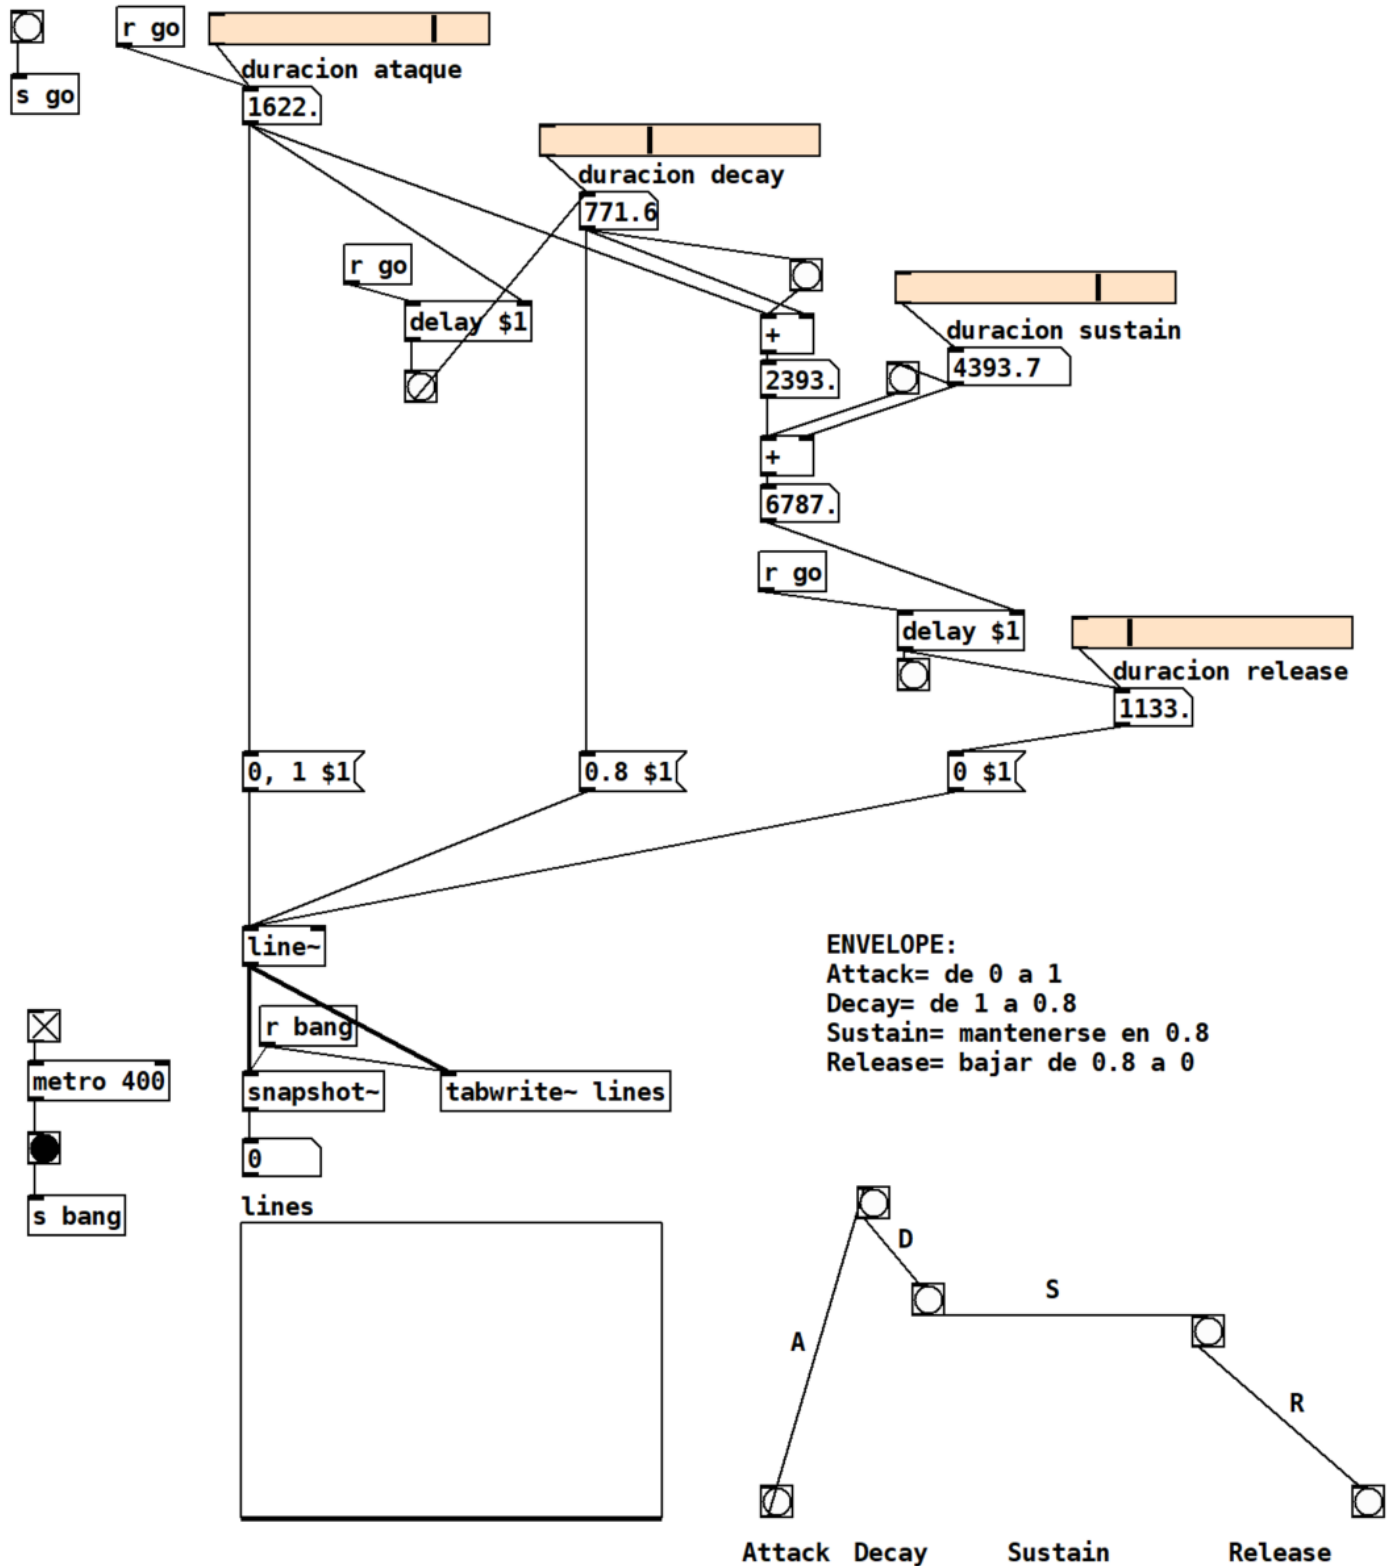 r go
s go
duracion ataque
1622.
duracion decay
771.6
r go
delay $1
+
2393.
duracion sustain
4393.7
+
6787.
r go
delay $1
duracion release
1133.
0, 1 $1
0.8 $1
0 $1
line~
ENVELOPE:
Attack= de 0 a 1
Decay= de 1 a 0.8
Sustain= mantenerse en 0.8
Release= bajar de 0.8 a 0
r bang
metro 400
snapshot~
tabwrite~ lines
0
s bang
lines
D
S
A
R
Attack Decay Sustain Release